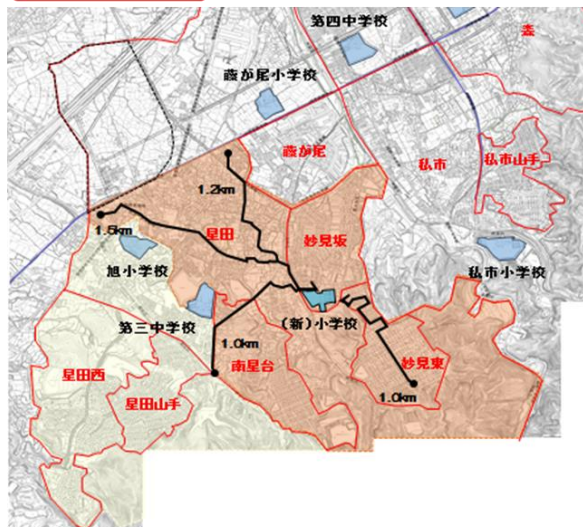 第四中学校
森
藤が尾小学校
藤が尾
私市
私市山手
1.2km
1.5km
星田
妙見坂
旭小学校
私市小学校
第三中学校
(新)小学校
1.0km
星田西
南星台
妙見東
星田山手
1.0km